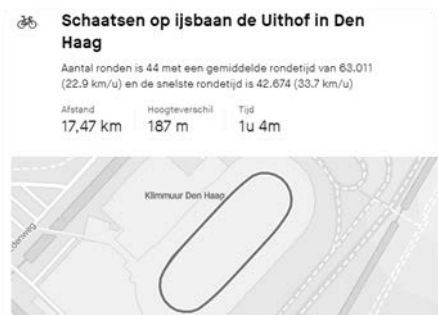 Schaatsen op ijsbaan de Uithof in Den
Haag
Aantal ronden is 44 met een gemiddelde rondetijd van 63.011
(22.9 km/u) en de snelste rondetijd is 42.674 (33.7 km/u)
Afstand Hoogteverschil Tijd
17,47 km 187 m 1u 4m
Klimmuur Den Haag